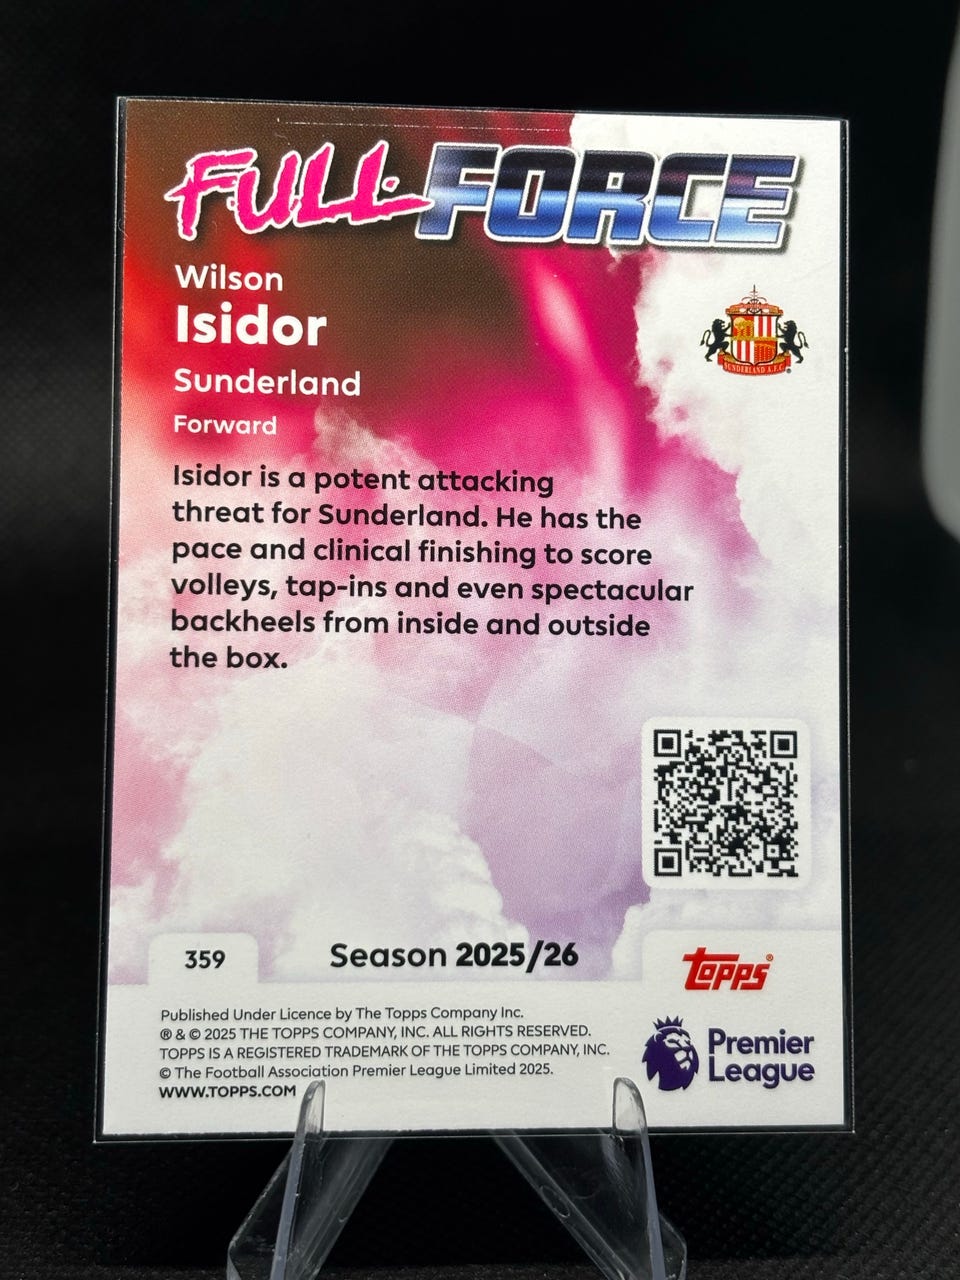 FULL FORCE
Wilson
Isidor
Sunderland
Forward
SUNDERLAND A.F.C.
Isidor is a potent attacking
threat for Sunderland. He has the
pace and clinical finishing to score
volleys, tap-ins and even spectacular
backheels from inside and outside
the box.
359
Season 2025/26
Topps®
Published Under Licence by The Topps Company Inc.
® & © 2025 THE TOPPS COMPANY, INC. ALL RIGHTS RESERVED.
TOPPS IS A REGISTERED TRADEMARK OF THE TOPPS COMPANY, INC.
© The Football Association Premier League Limited 2025.
WWW.TOPPS.COM
Premier
League